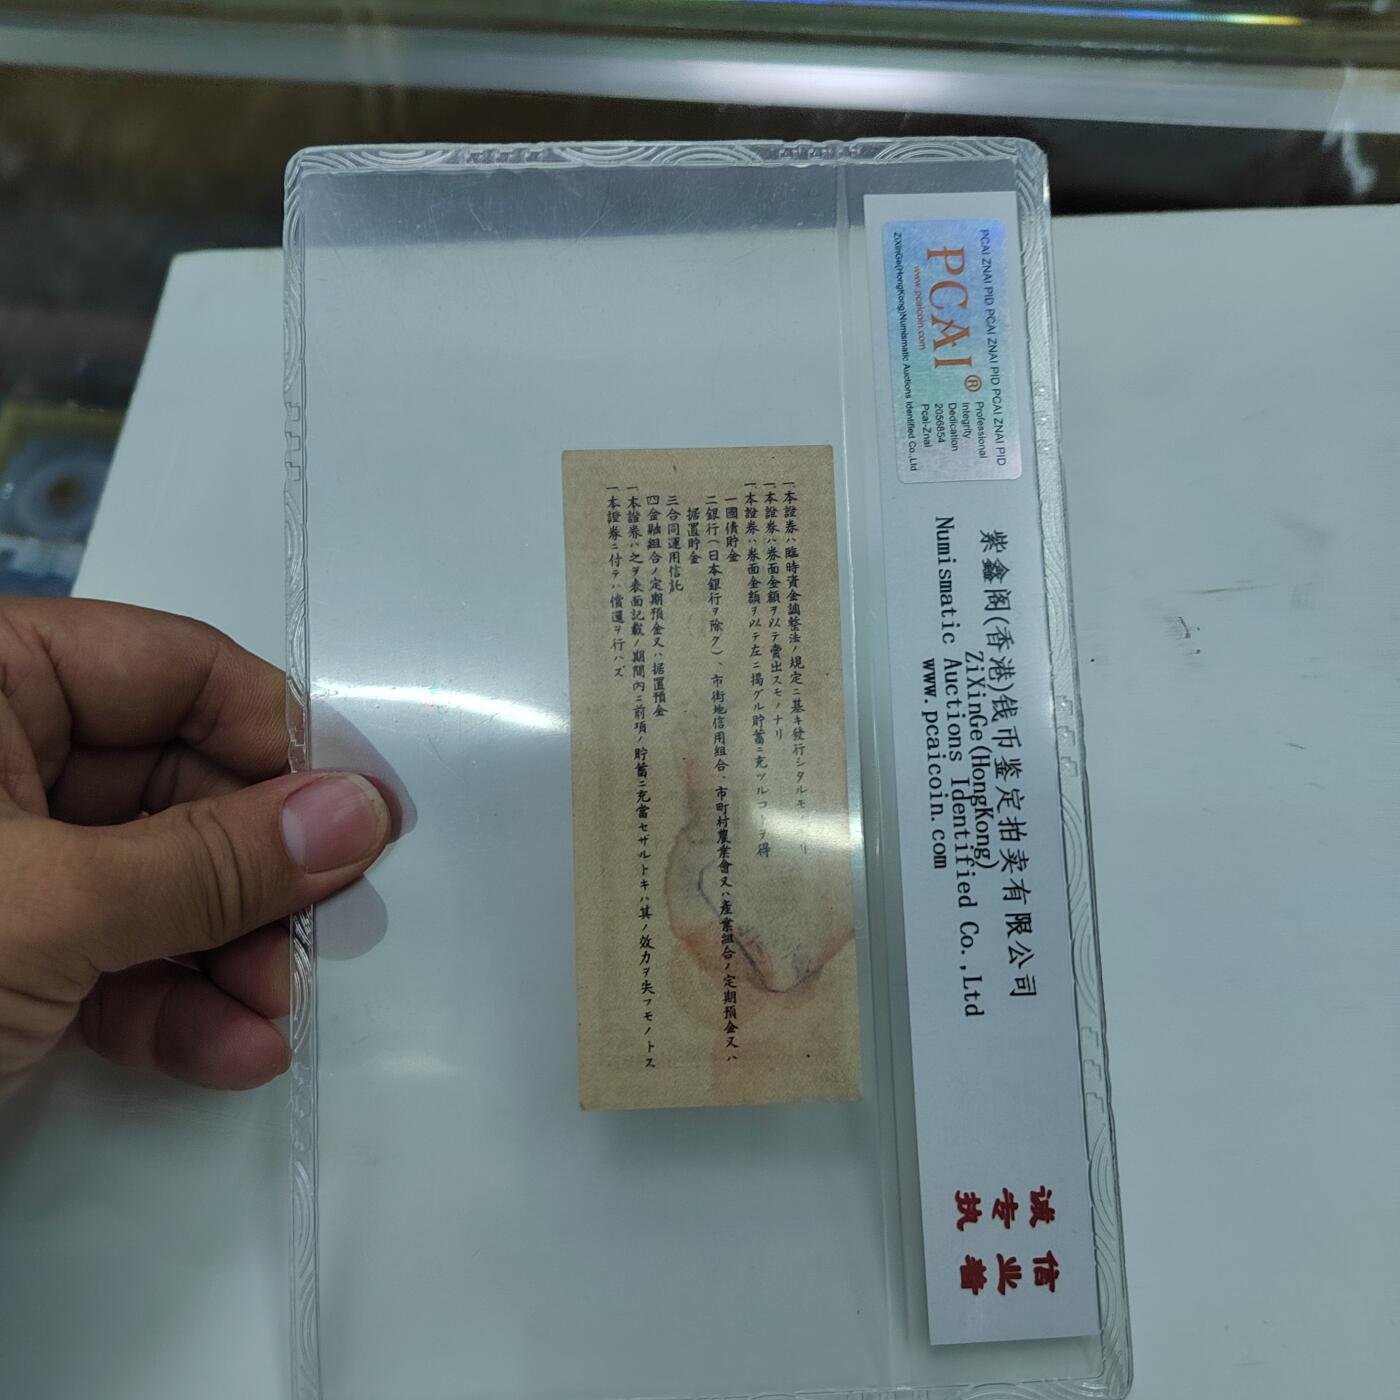 一本證券ハ臨時資金調整法ノ規定ニ基キ發行シタルモ
一本證券ハ券面金額ヲ以テ賣出スモノナリ
一本證券ハ券面金額ヲ以テ左ニ揭グル貯蓄ニ充ツルコトヲ得
一國債貯金
二銀行(日本銀行ヲ除ク)、市街地信用組合、市町村農業會又ハ產業組合ノ定期預金又ハ
据置貯金
三合同運用信託
四金融組合ノ定期預金又ハ据置預金
一本證券ハ之ヲ表面記載ノ期間內ニ前項ノ貯蓄ニ充當セザルトキハ其ノ效力ヲ失フモノトス
一本證券ニ付テハ償還ヲ行ハズ
PCAI ZNAI PID PCAI ZNAI PID PCAI ZNAI PID
PCAI®
www.pcaicoin.com
ZiXinGe(HongKong)Numismatic Auctions Identified Co.,Ltd
Professional
Integrity
Dedication
2056854
Pcai-Znai
紫鑫阁(香港)钱币鉴定拍卖有限公司
ZiXinGe(HongKong)
Numismatic Auctions Identified Co.,Ltd
www.pcaicoin.com
诚信
专业
执着